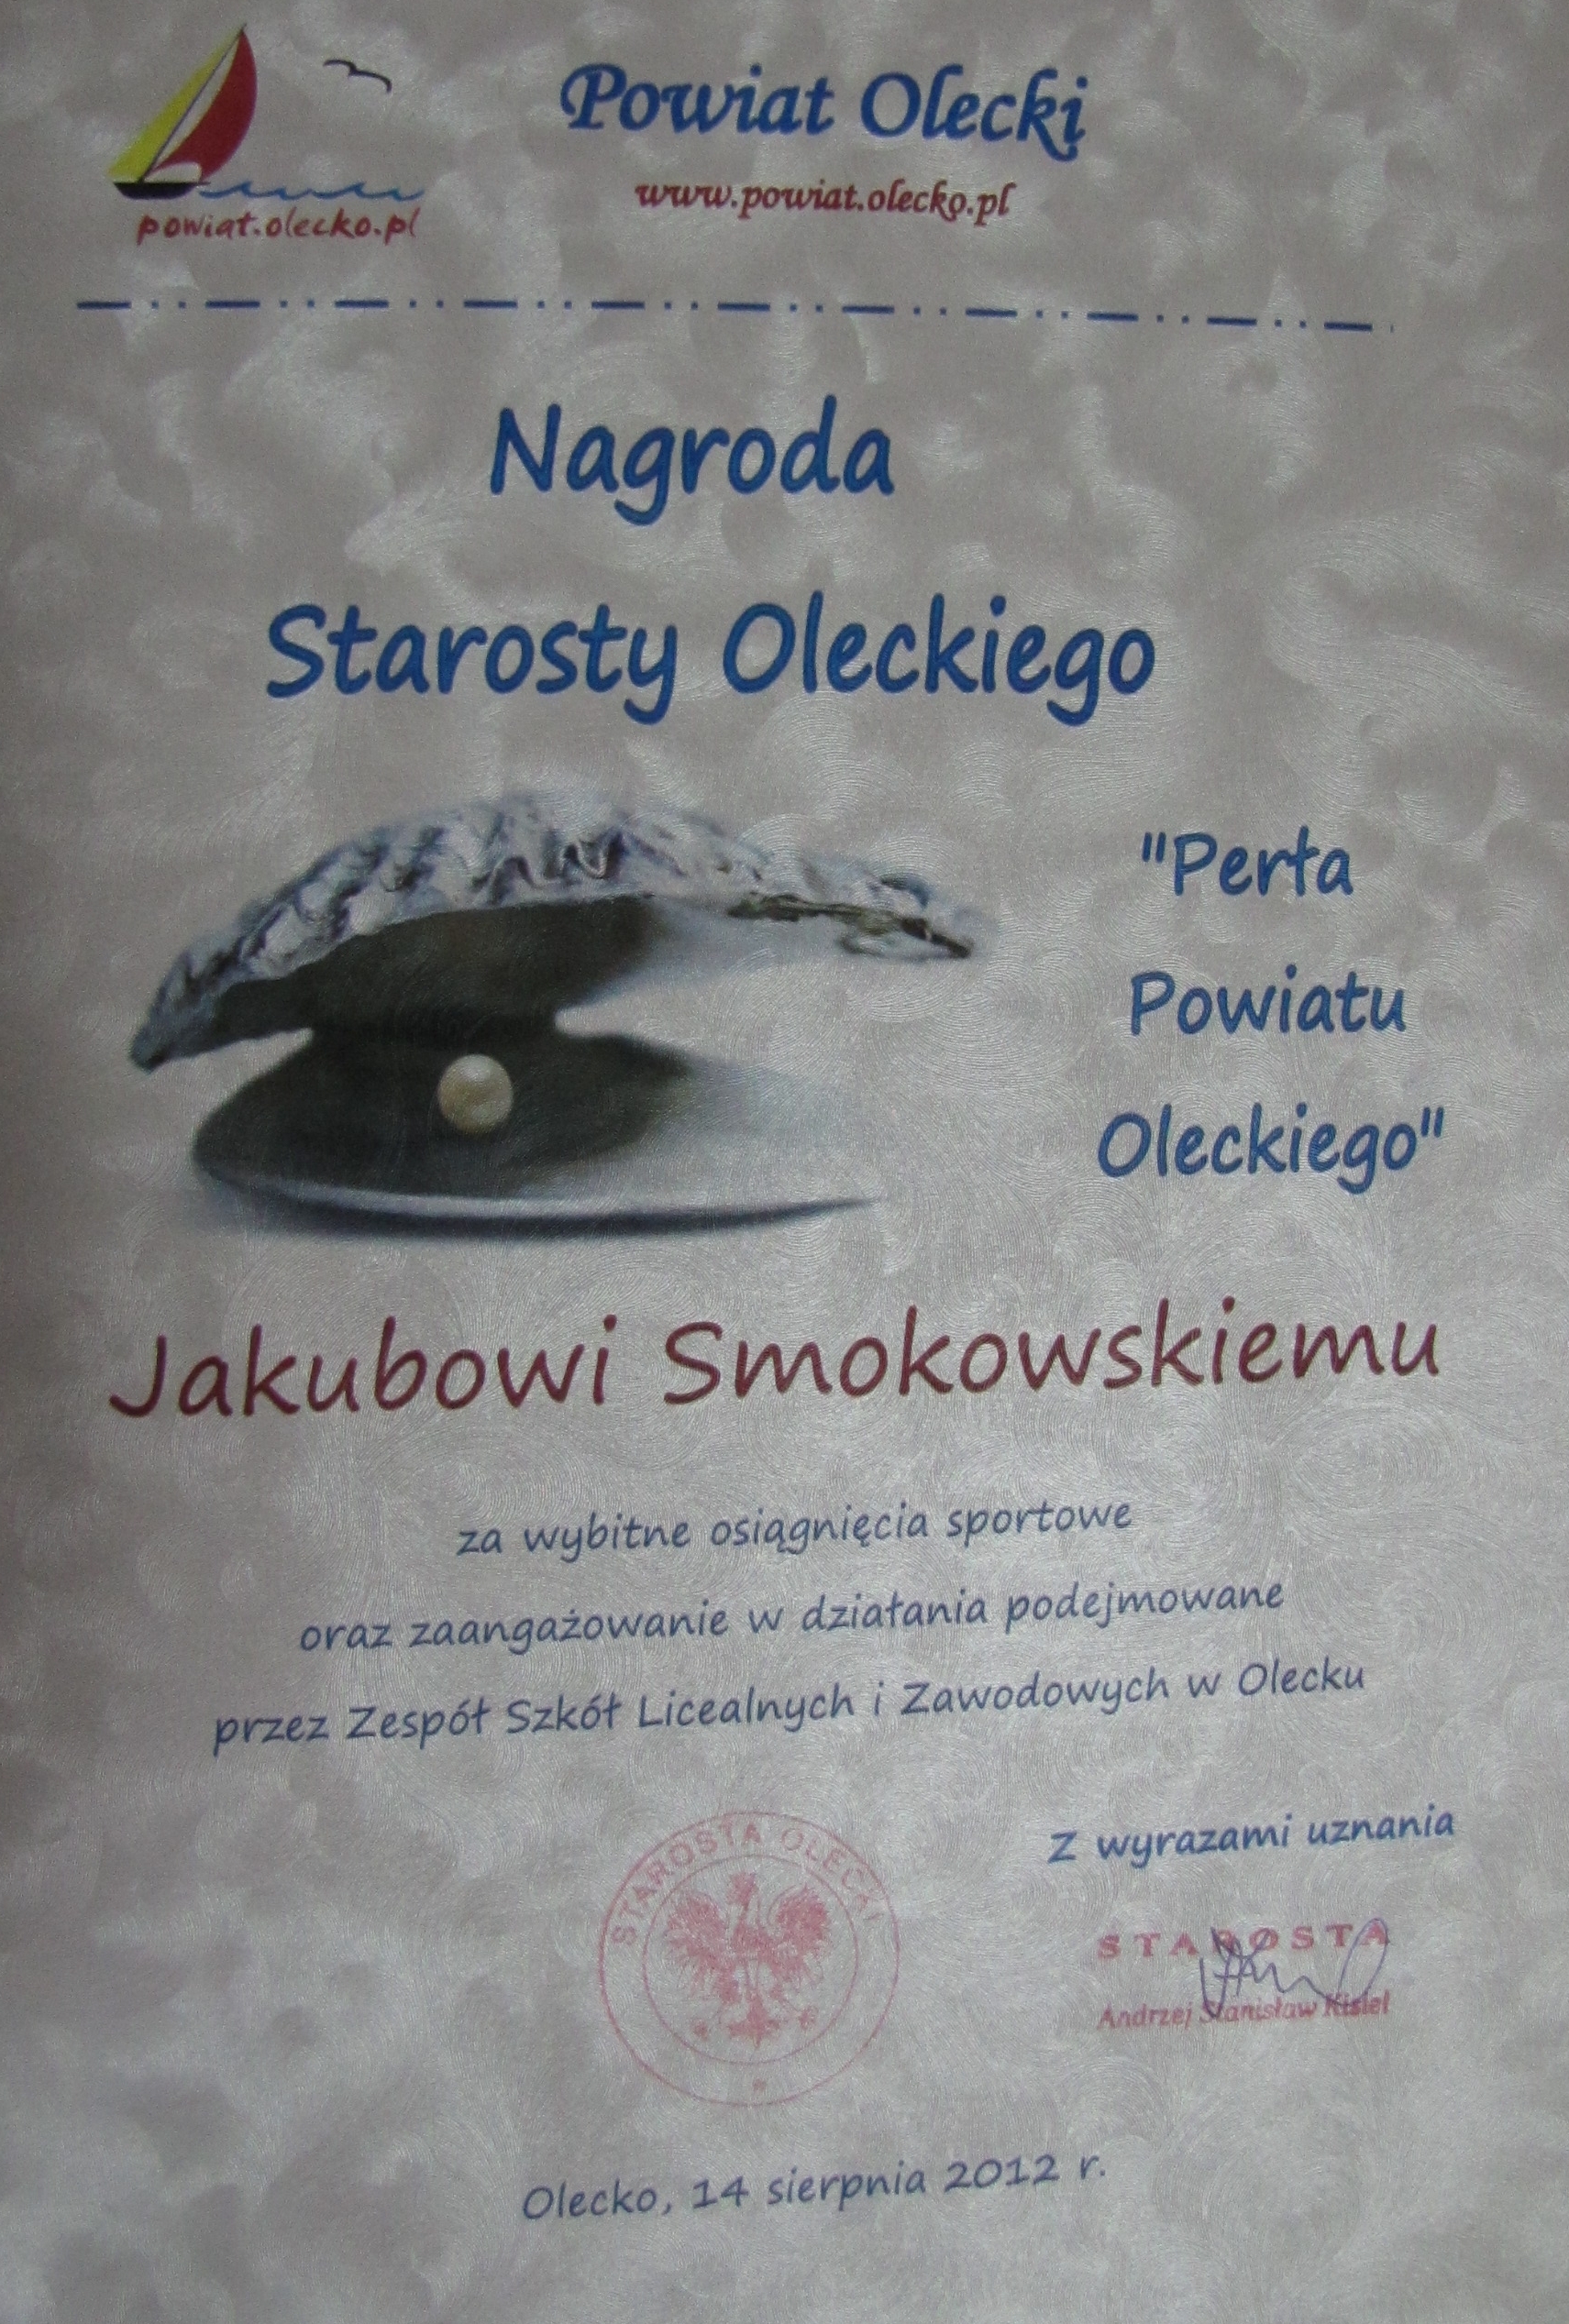 Powiat Olecki
www.powiat.olecko.pl
powiat.olecko.pl
Nagroda
Starosty Oleckiego
"Perła
Powiatu
Oleckiego"
Jakubowi Smokowskiemu
za wybitne osiągnięcia sportowe
oraz zaangażowanie w działania podejmowane
przez Zespół Szkół Licealnych i Zawodowych w Olecku
Z wyrazami uznania
STAROSTA OLECKI
STAROSTA
Andrzej Stanisław Kisiel
Olecko, 14 sierpnia 2012 r.